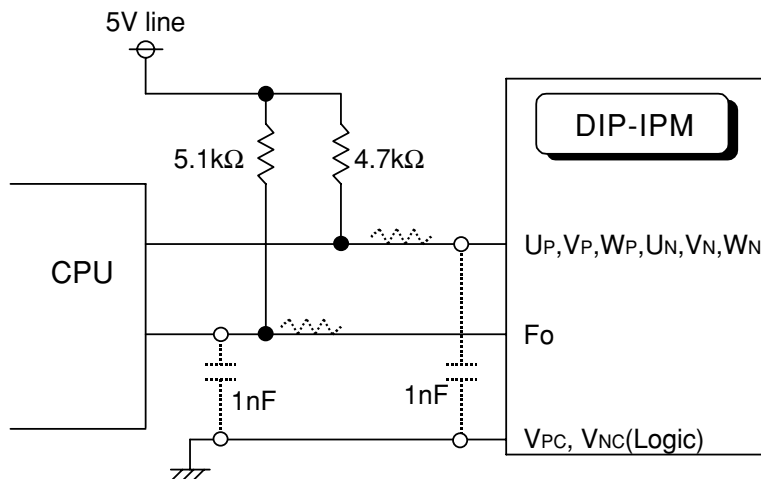 5V line
DIP-IPM
5.1kΩ
4.7kΩ
UP,VP,WP,UN,VN,WN
CPU
Fo
1nF
1nF
VPC, VNC(Logic)